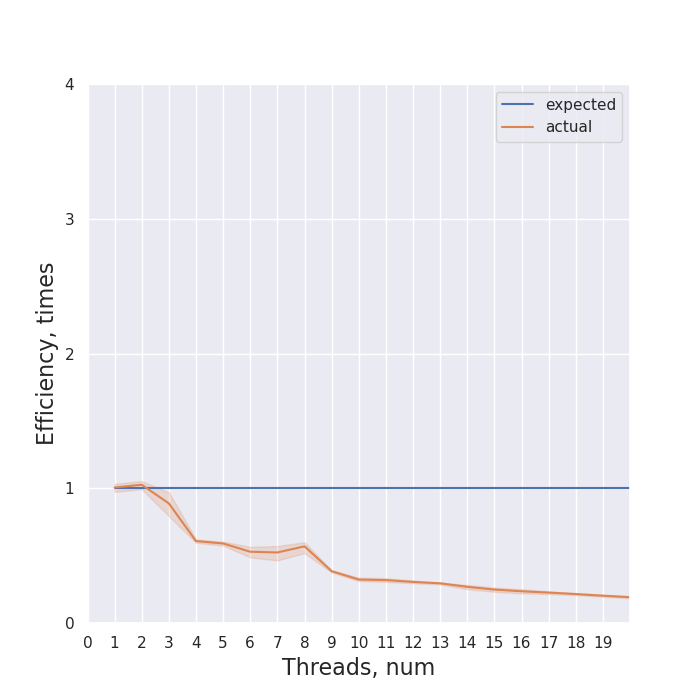 4
expected
actual
3
Efficiency, times
2
1
0
0 1 2 3 4 5 6 7 8 9 10 11 12 13 14 15 16 17 18 19
Threads, num